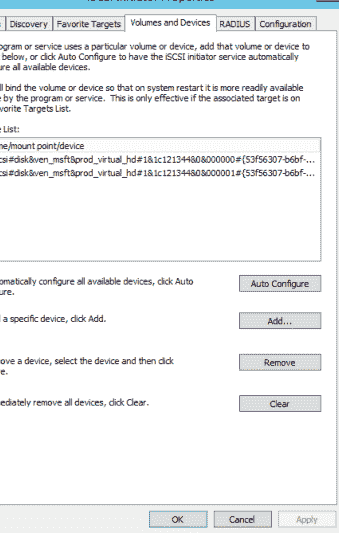 Discovery Favorite Targets Volumes and Devices RADIUS Configuration
ogram or service uses a particular volume or device, add that volume or device to
below, or click Auto Configure to have the iSCSI initiator service automatically
re all available devices.
ll bind the volume or device so that on system restart it is more readily available
e by the program or service. This is only effective if the associated target is on
vorite Targets List.
List:
me/mount point/device
csi#disk&ven_msft&prod_virtual_hd#1&1c121344&0&000000#{53f56307-b6bf-...
csi#disk&ven_msft&prod_virtual_hd#1&1c121344&0&000001#{53f56307-b6bf-...
omatically configure all available devices, click Auto
ure.
Auto Configure
a specific device, click Add.
Add...
ove a device, select the device and then click
e.
Remove
ediately remove all devices, click Clear.
Clear
OK Cancel Apply